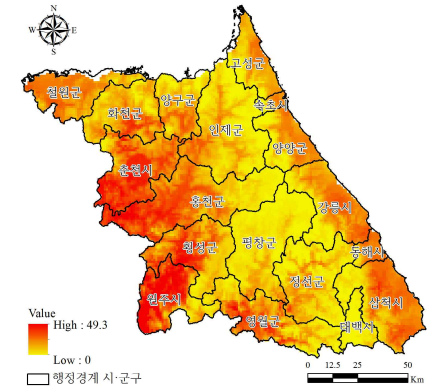 N
W E
S
고성군
철원군
양구군
속초시
화천군
인제군
양양군
춘천시
홍천군
강릉시
횡성군
평창군
동해시
정선군
원주시
삼척시
영월군
태백시
Value
High : 49.3
Low : 0
행정경계 시·군구
0 12.5 25 50
Km